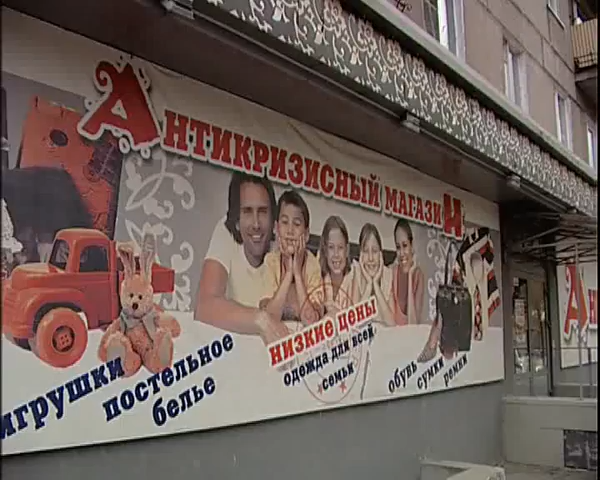 Антикризисный магазин
игрушки
постельное
белье
низкие цены
одежда для всей
семьи
обувь
сумки
ремни
А